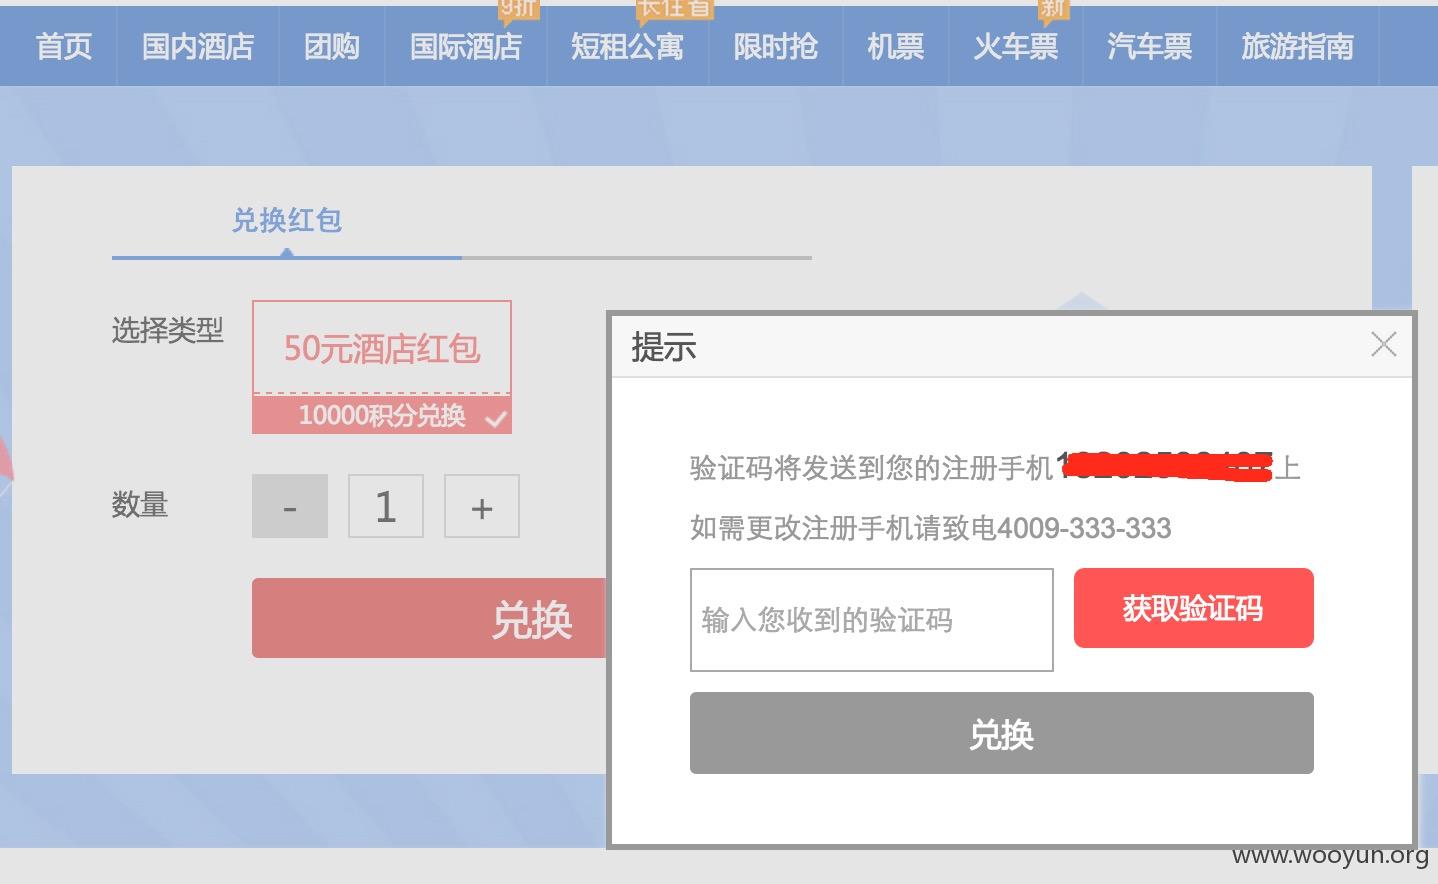 9折
长住省
新
首页 国内酒店 团购 国际酒店 短租公寓 限时抢 机票 火车票 汽车票 旅游指南
兑换红包
选择类型
50元酒店红包
10000积分兑换
数量
- 1 +
兑换
提示
验证码将发送到您的注册手机 上
如需更改注册手机请致电4009-333-333
输入您收到的验证码
获取验证码
兑换
www.wooyun.org